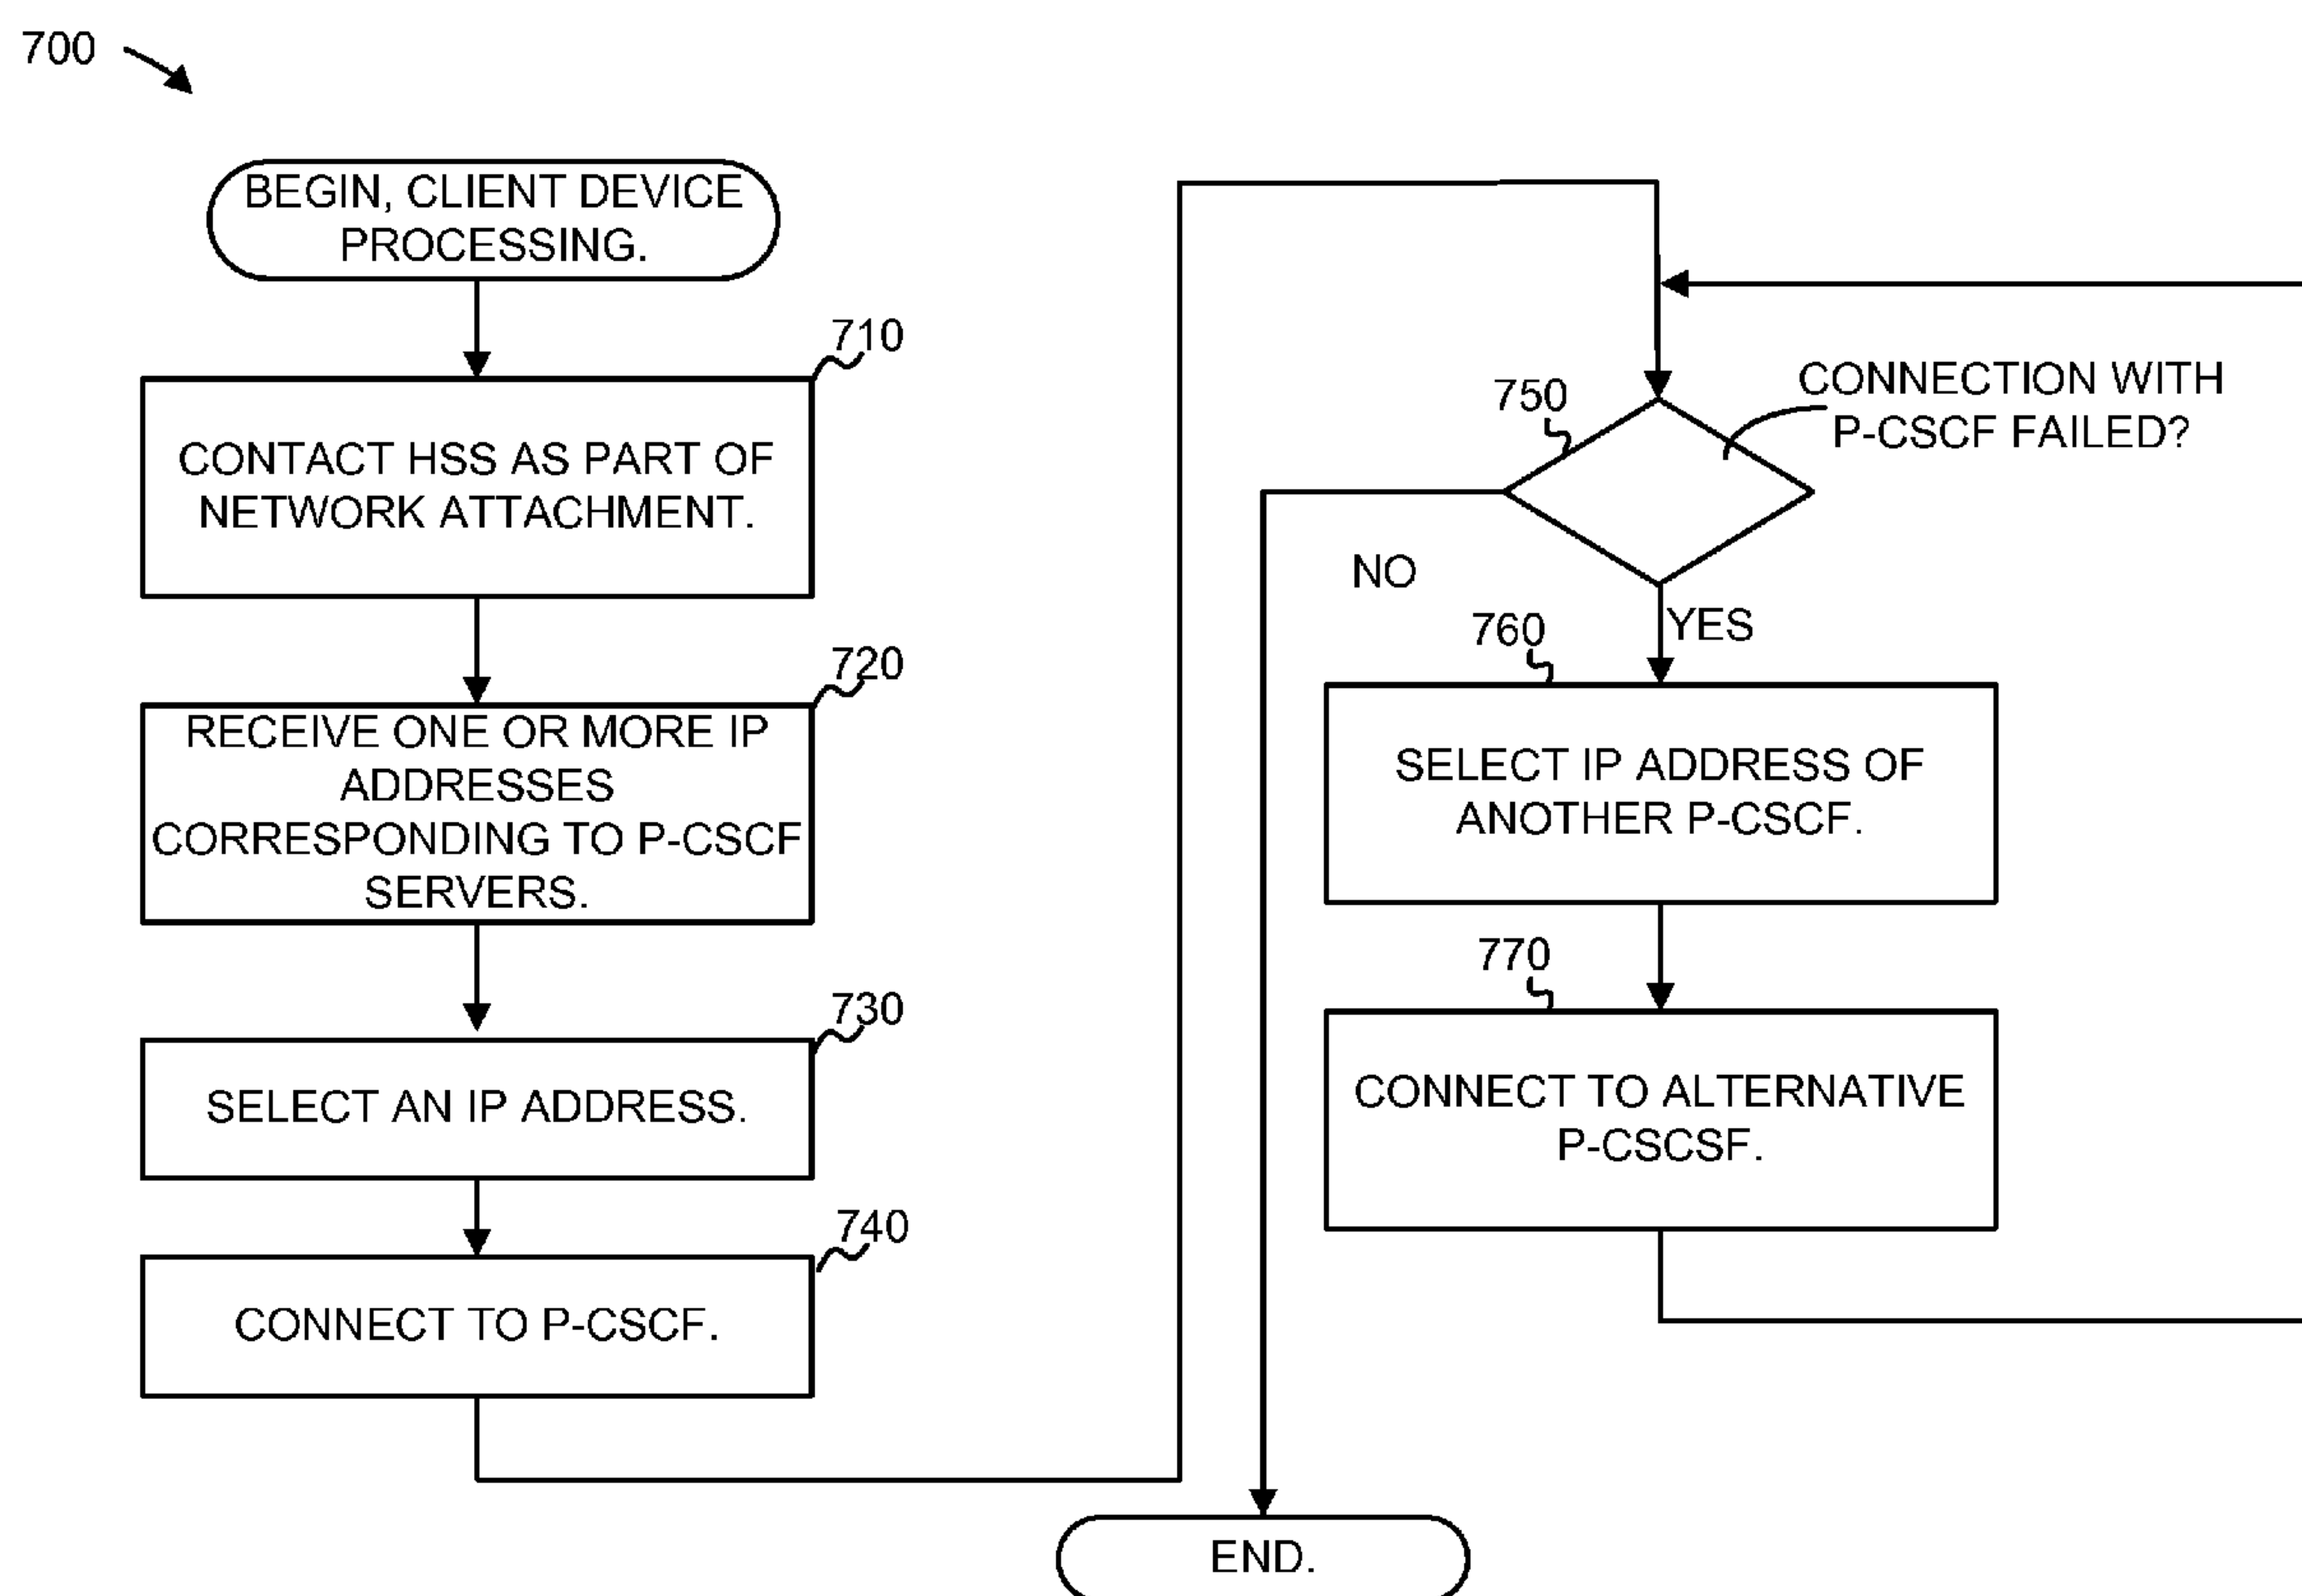 700
BEGIN, CLIENT DEVICE
PROCESSING.
710
CONTACT HSS AS PART OF
NETWORK ATTACHMENT.
720
RECEIVE ONE OR MORE IP
ADDRESSES
CORRESPONDING TO P-CSCF
SERVERS.
730
SELECT AN IP ADDRESS.
740
CONNECT TO P-CSCF.
750
CONNECTION WITH
P-CSCF FAILED?
NO
YES
760
SELECT IP ADDRESS OF
ANOTHER P-CSCF.
770
CONNECT TO ALTERNATIVE
P-CSCSF.
END.